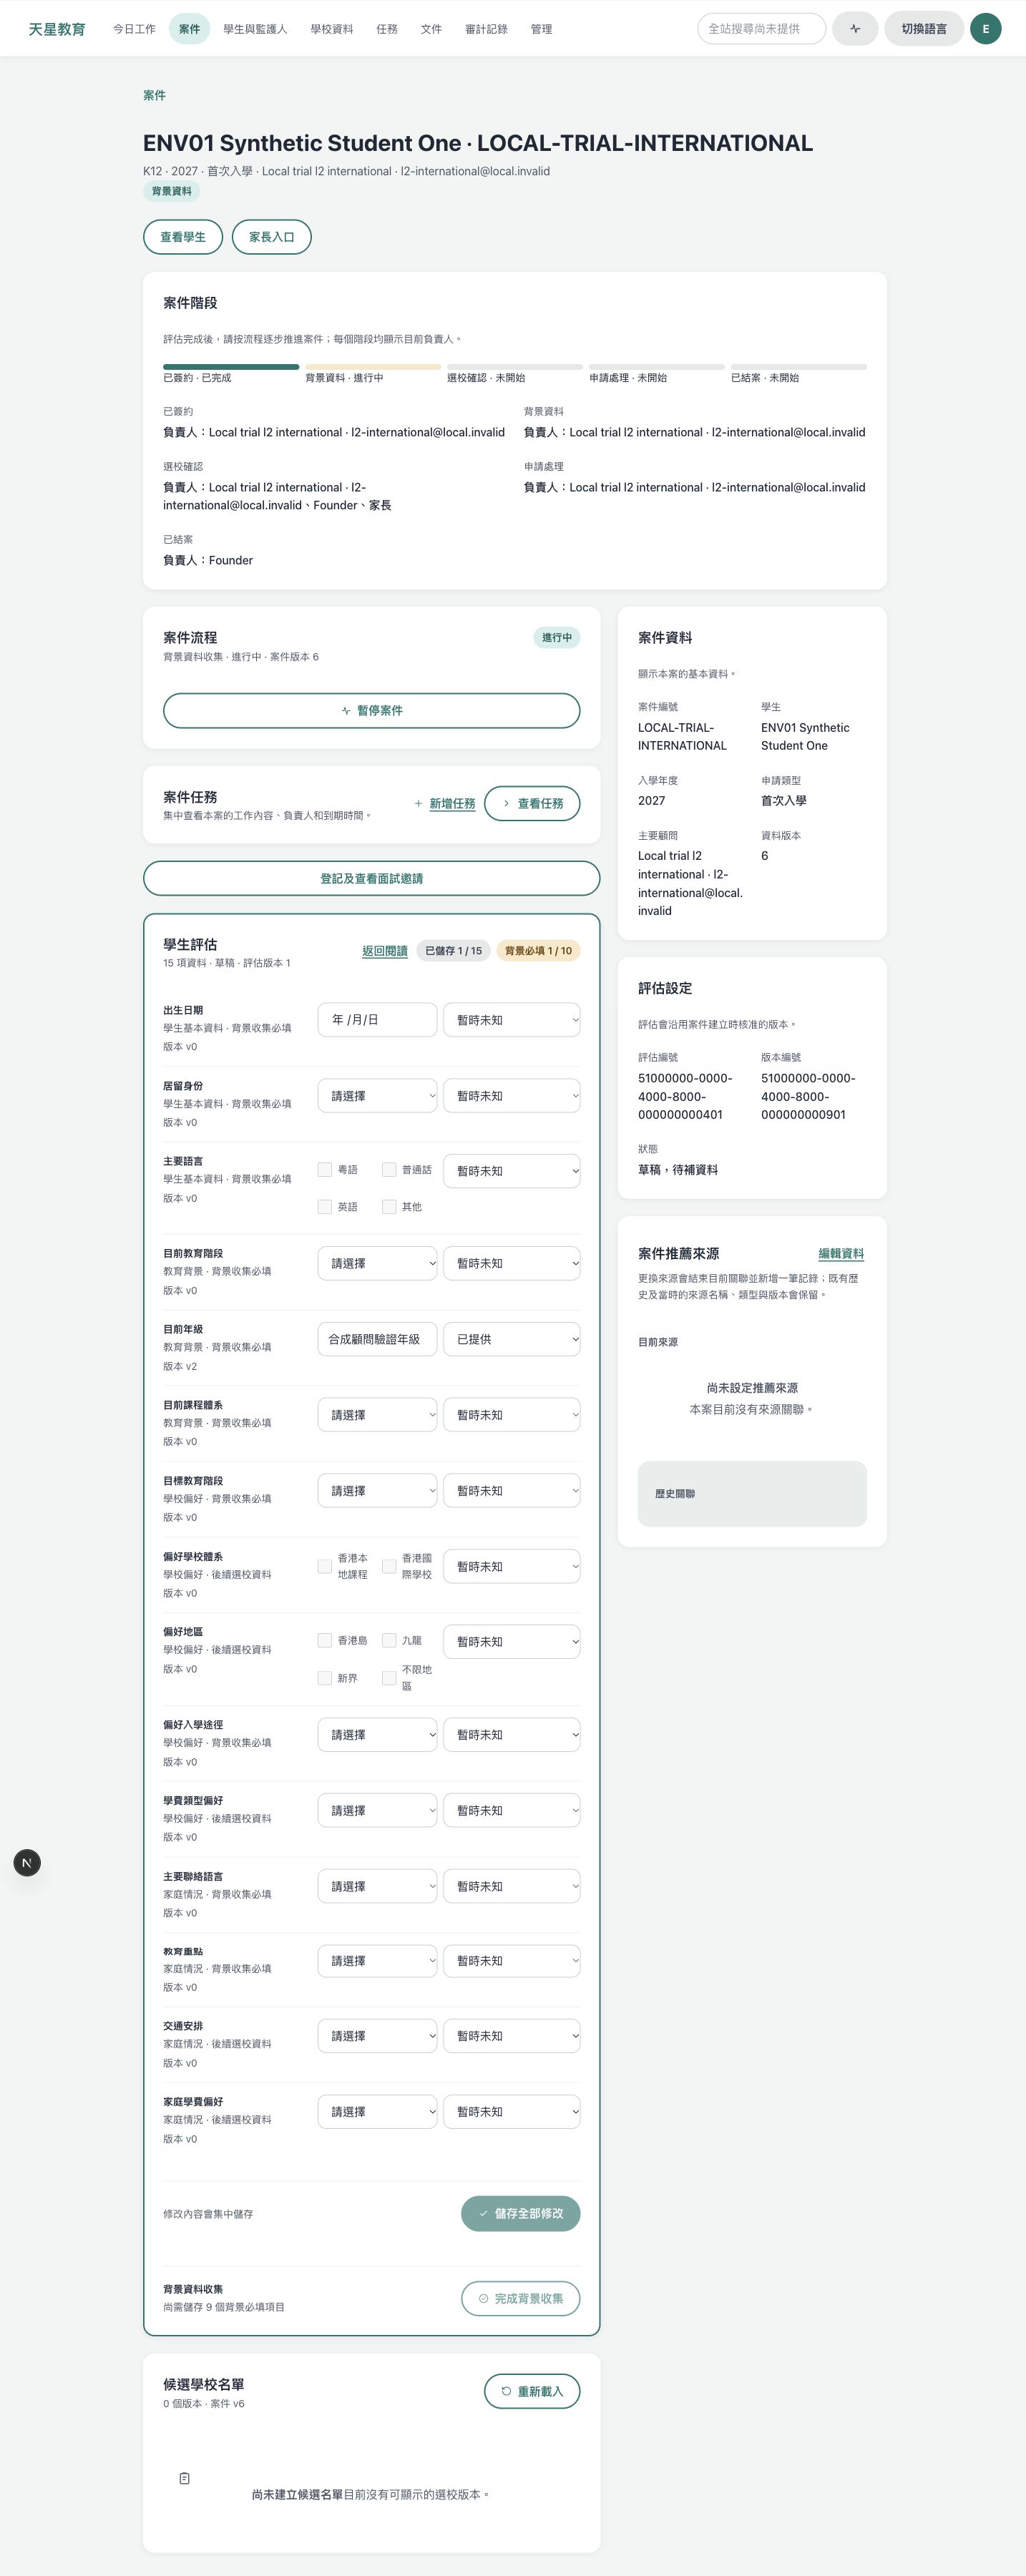 天星教育
今日工作
案件
學生與監護人
學校資料
任務
文件
審計記錄
管理
全站搜尋尚未提供
切換語言
E
案件
ENV01 Synthetic Student One · LOCAL-TRIAL-INTERNATIONAL
K12 · 2027 · 首次入學 · Local trial l2 international · l2-international@local.invalid
背景資料
查看學生
家長入口
案件階段
評估完成後，請按流程逐步推進案件；每個階段均顯示目前負責人。
已簽約 · 已完成
背景資料 · 進行中
選校確認 · 未開始
申請處理 · 未開始
已結案 · 未開始
已簽約
負責人：Local trial l2 international · l2-international@local.invalid
背景資料
負責人：Local trial l2 international · l2-international@local.invalid
選校確認
負責人：Local trial l2 international · l2-
international@local.invalid、Founder、家長
申請處理
負責人：Local trial l2 international · l2-international@local.invalid
已結案
負責人：Founder
案件流程
背景資料收集 · 進行中 · 案件版本 6
進行中
暫停案件
案件任務
集中查看本案的工作內容、負責人和到期時間。
新增任務
查看任務
登記及查看面試邀請
學生評估
15 項資料 · 草稿 · 評估版本 1
返回閱讀
已儲存 1 / 15
背景必填 1 / 10
出生日期
學生基本資料 · 背景收集必填
版本 v0
年 /月/日
暫時未知
居留身份
學生基本資料 · 背景收集必填
版本 v0
請選擇
暫時未知
主要語言
學生基本資料 · 背景收集必填
版本 v0
粵語
普通話
英語
其他
暫時未知
目前教育階段
教育背景 · 背景收集必填
版本 v0
請選擇
暫時未知
目前年級
教育背景 · 背景收集必填
版本 v2
合成顧問驗證年級
已提供
目前課程體系
教育背景 · 背景收集必填
版本 v0
請選擇
暫時未知
目標教育階段
學校偏好 · 背景收集必填
版本 v0
請選擇
暫時未知
偏好學校體系
學校偏好 · 後續選校資料
版本 v0
香港本
地課程
香港國
際學校
暫時未知
偏好地區
學校偏好 · 後續選校資料
版本 v0
香港島
九龍
新界
不限地
區
暫時未知
偏好入學途徑
學校偏好 · 背景收集必填
版本 v0
請選擇
暫時未知
學費類型偏好
學校偏好 · 後續選校資料
版本 v0
請選擇
暫時未知
主要聯絡語言
家庭情況 · 背景收集必填
版本 v0
請選擇
暫時未知
教育重點
家庭情況 · 背景收集必填
版本 v0
請選擇
暫時未知
交通安排
家庭情況 · 後續選校資料
版本 v0
請選擇
暫時未知
家庭學費偏好
家庭情況 · 後續選校資料
版本 v0
請選擇
暫時未知
修改內容會集中儲存
儲存全部修改
背景資料收集
尚需儲存 9 個背景必填項目
完成背景收集
候選學校名單
0 個版本 · 案件 v6
重新載入
尚未建立候選名單目前沒有可顯示的選校版本。
案件資料
顯示本案的基本資料。
案件編號
LOCAL-TRIAL-
INTERNATIONAL
學生
ENV01 Synthetic
Student One
入學年度
2027
申請類型
首次入學
主要顧問
Local trial l2
international · l2-
international@local.
invalid
資料版本
6
評估設定
評估會沿用案件建立時核准的版本。
評估編號
51000000-0000-
4000-8000-
000000000401
版本編號
51000000-0000-
4000-8000-
000000000901
狀態
草稿，待補資料
案件推薦來源
編輯資料
更換來源會結束目前關聯並新增一筆記錄；既有歷
史及當時的來源名稱、類型與版本會保留。
目前來源
尚未設定推薦來源
本案目前沒有來源關聯。
歷史關聯